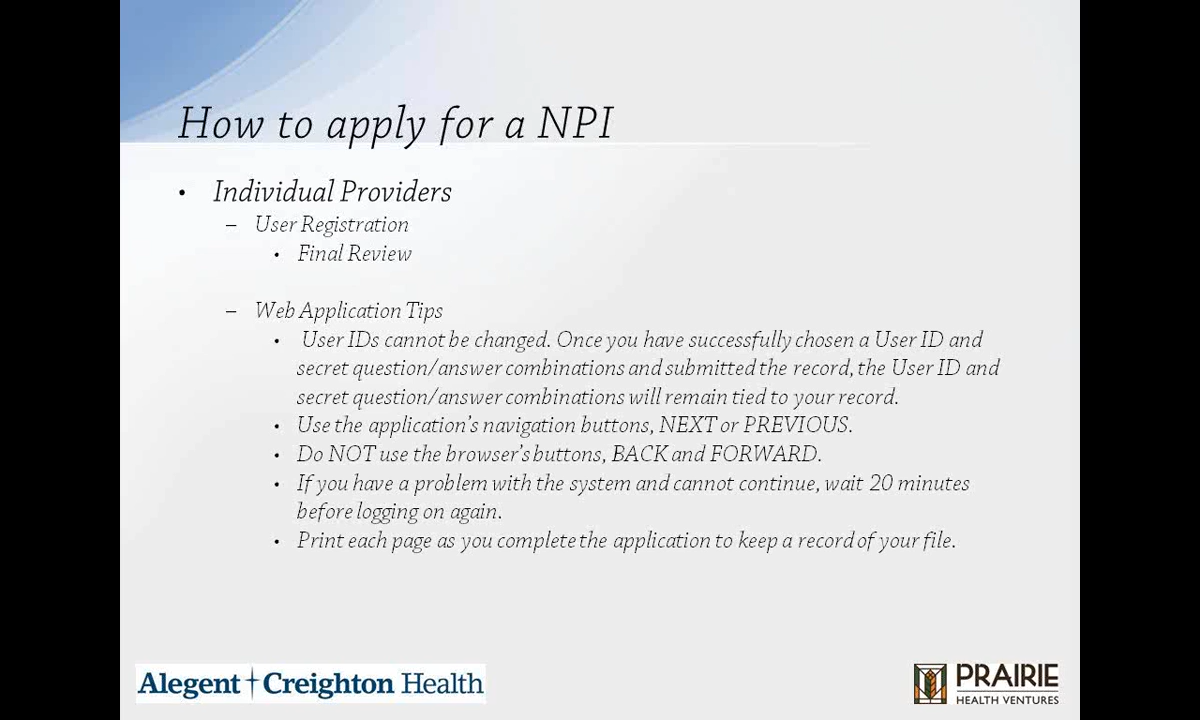 How to apply for a NPI
• Individual Providers
– User Registration
• Final Review
– Web Application Tips
• User IDs cannot be changed. Once you have successfully chosen a User ID and
secret question/answer combinations and submitted the record, the User ID and
secret question/answer combinations will remain tied to your record.
• Use the application's navigation buttons, NEXT or PREVIOUS.
• Do NOT use the browser's buttons, BACK and FORWARD.
• If you have a problem with the system and cannot continue, wait 20 minutes
before logging on again.
• Print each page as you complete the application to keep a record of your file.
Alegent Creighton Health
PRAIRIE
HEALTH VENTURES